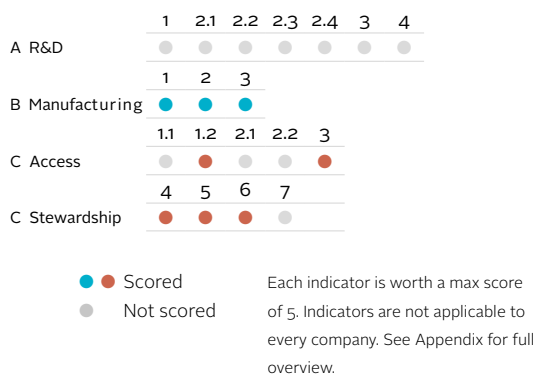 1 2.1 2.2 2.3 2.4 3 4
A R&D
1 2 3
B Manufacturing
1.1 1.2 2.1 2.2 3
C Access
4 5 6 7
C Stewardship
Scored
Not scored
Each indicator is worth a max score
of 5. Indicators are not applicable to
every company. See Appendix for full
overview.